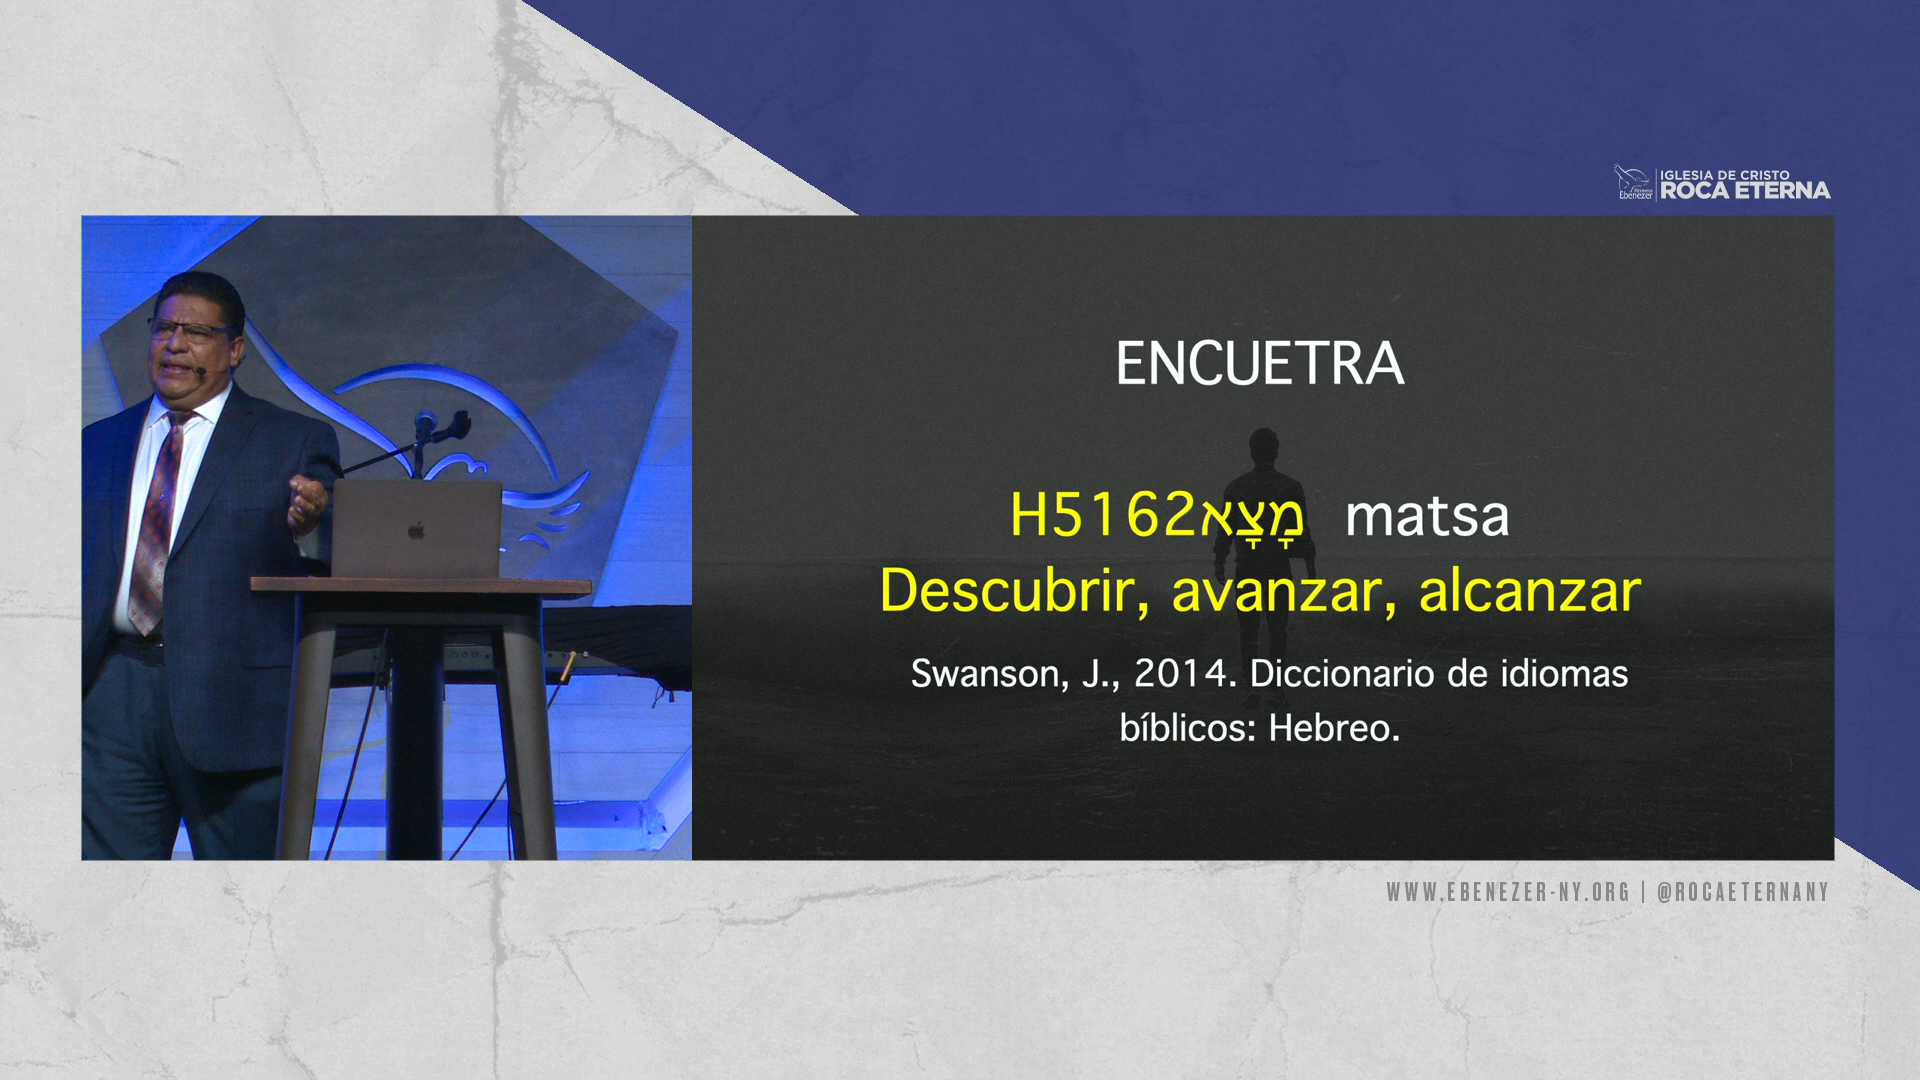 IGLESIA DE CRISTO
Ebenezer
ROCA ETERNA
ENCUETRA
H5162מָצָא matsa
Descubrir, avanzar, alcanzar
Swanson, J., 2014. Diccionario de idiomas
bíblicos: Hebreo.
WWW.EBENEZER-NY.ORG | @ROCAETERNANY